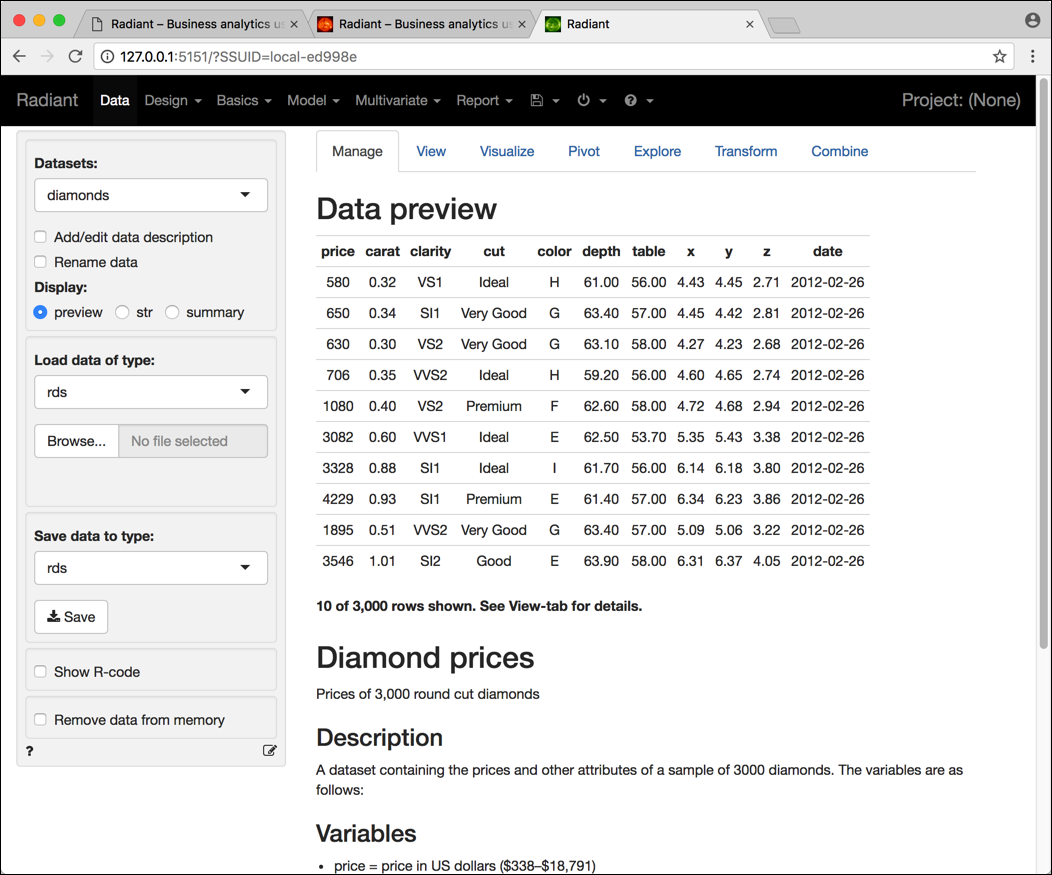 Radiant – Business analytics us
Radiant – Business analytics us
Radiant
127.0.0.1:5151/?SSUID=local-ed998e
Radiant Data Design Basics Model Multivariate Report Project: (None)
Datasets:
diamonds
Add/edit data description
Rename data
Display:
preview str summary
Load data of type:
rds
Browse... No file selected
Save data to type:
rds
Save
Show R-code
Remove data from memory
?
Manage View Visualize Pivot Explore Transform Combine
Data preview
price carat clarity cut color depth table x y z date
580 0.32 VS1 Ideal H 61.00 56.00 4.43 4.45 2.71 2012-02-26
650 0.34 SI1 Very Good G 63.40 57.00 4.45 4.42 2.81 2012-02-26
630 0.30 VS2 Very Good G 63.10 58.00 4.27 4.23 2.68 2012-02-26
706 0.35 VVS2 Ideal H 59.20 56.00 4.60 4.65 2.74 2012-02-26
1080 0.40 VS2 Premium F 62.60 58.00 4.72 4.68 2.94 2012-02-26
3082 0.60 VVS1 Ideal E 62.50 53.70 5.35 5.43 3.38 2012-02-26
3328 0.88 SI1 Ideal I 61.70 56.00 6.14 6.18 3.80 2012-02-26
4229 0.93 SI1 Premium E 61.40 57.00 6.34 6.23 3.86 2012-02-26
1895 0.51 VVS2 Very Good G 63.40 57.00 5.09 5.06 3.22 2012-02-26
3546 1.01 SI2 Good E 63.90 58.00 6.31 6.37 4.05 2012-02-26
10 of 3,000 rows shown. See View-tab for details.
Diamond prices
Prices of 3,000 round cut diamonds
Description
A dataset containing the prices and other attributes of a sample of 3000 diamonds. The variables are as
follows:
Variables
• price = price in US dollars ($338–$18,791)